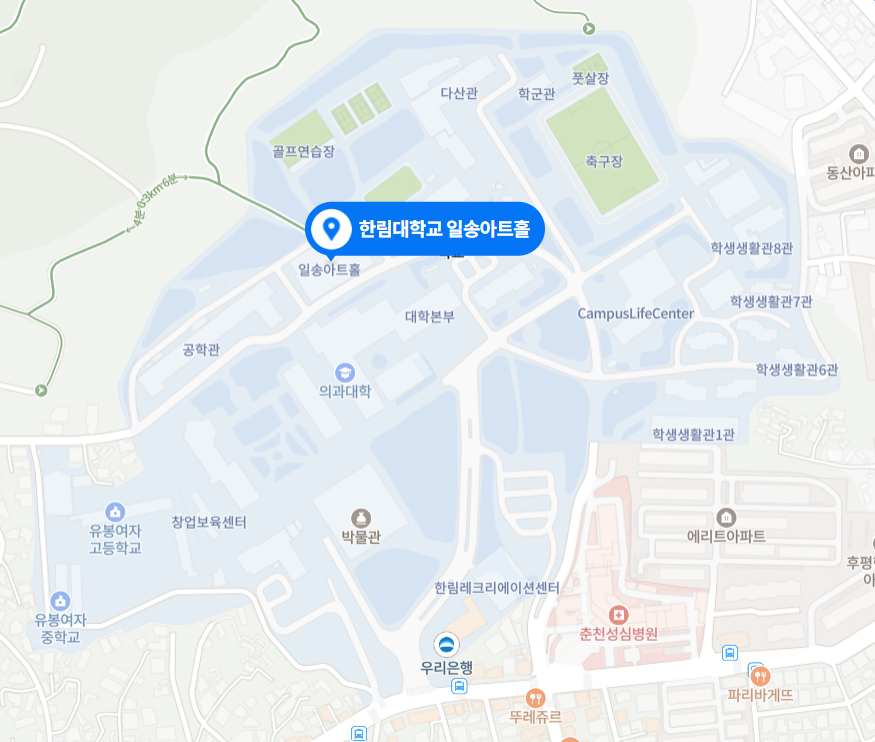 풋살장
다산관
학군관
골프연습장
축구장
동산아파
←4분 0.3km 6분→
한림대학교 일송아트홀
학생생활관8관
일송아트홀
학생생활관7관
대학본부
CampusLifeCenter
공학관
학생생활관6관
의과대학
학생생활관1관
유봉여자
고등학교
창업보육센터
박물관
에리트아파트
후평
한림레크리에이션센터
유봉여자
중학교
춘천성심병원
우리은행
파리바게뜨
뚜레쥬르